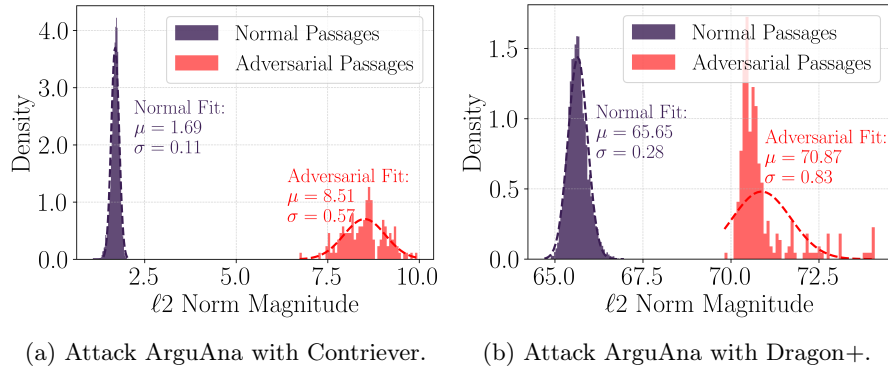 4.0
3.0
2.0
1.0
0.0
Density
Normal Passages
Adversarial Passages
Normal Fit:
μ = 1.69
σ = 0.11
Adversarial Fit:
μ = 8.51
σ = 0.57
2.5 5.0 7.5 10.0
ℓ2 Norm Magnitude
(a) Attack ArguAna with Contriever.
1.5
1.0
0.5
0.0
Density
Normal Passages
Adversarial Passages
Normal Fit:
μ = 65.65
σ = 0.28
Adversarial Fit:
μ = 70.87
σ = 0.83
65.0 67.5 70.0 72.5
ℓ2 Norm Magnitude
(b) Attack ArguAna with Dragon+.